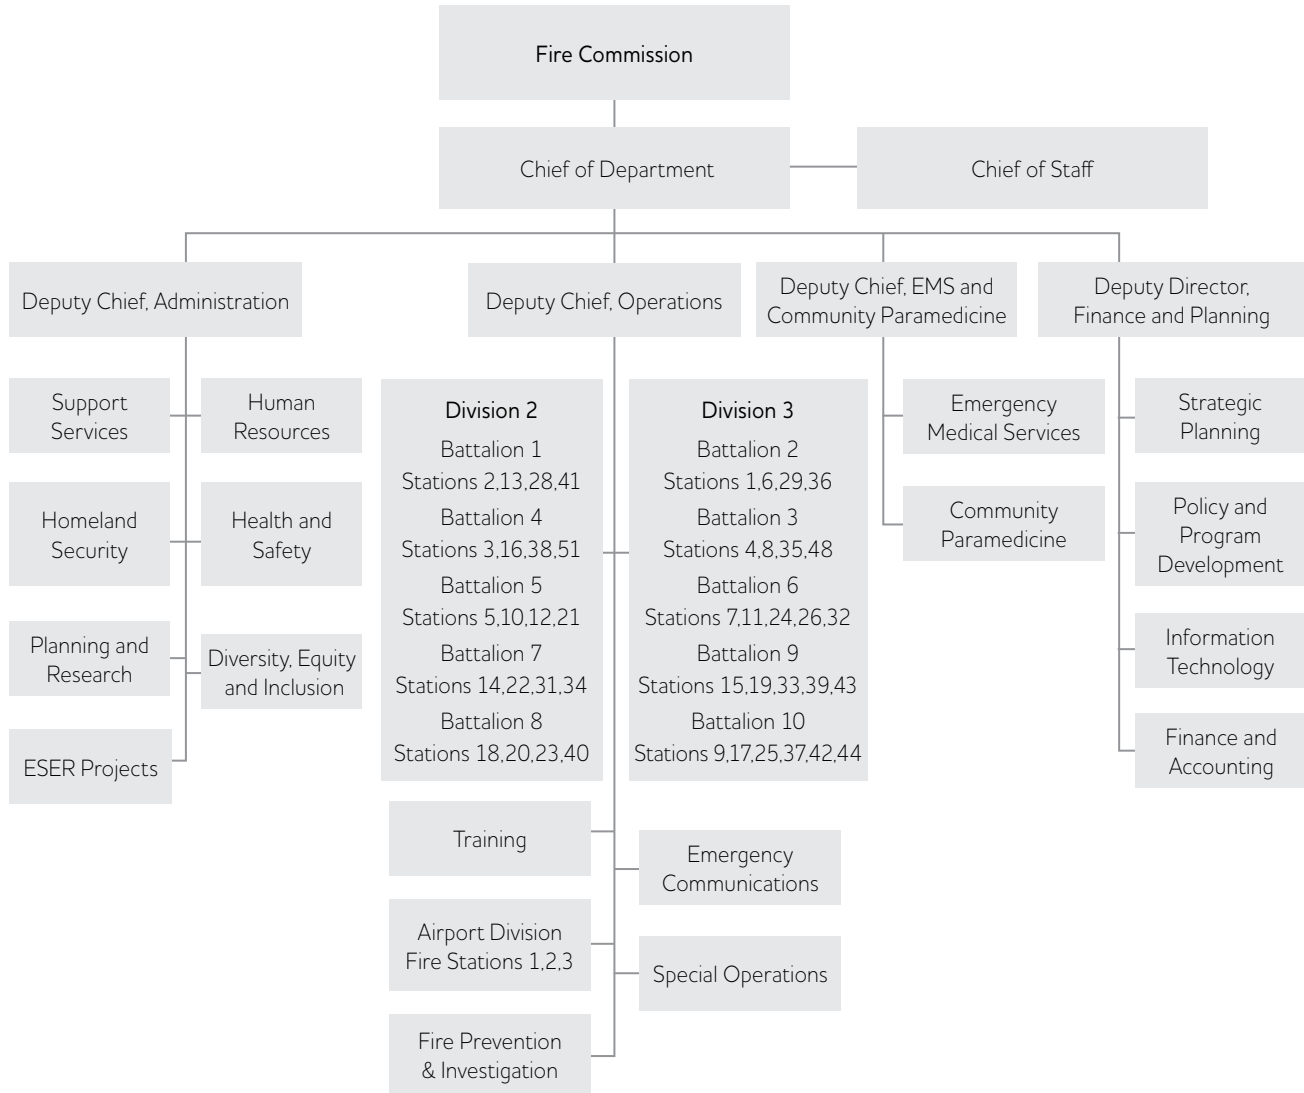 Fire Commission
Chief of Department
Chief of Staff
Deputy Chief, Administration
Deputy Chief, Operations
Deputy Chief, EMS and
Community Paramedicine
Deputy Director,
Finance and Planning
Support
Services
Human
Resources
Homeland
Security
Health and
Safety
Planning and
Research
Diversity, Equity
and Inclusion
ESER Projects
Division 2
Battalion 1
Stations 2,13,28,41
Battalion 4
Stations 3,16,38,51
Battalion 5
Stations 5,10,12,21
Battalion 7
Stations 14,22,31,34
Battalion 8
Stations 18,20,23,40
Division 3
Battalion 2
Stations 1,6,29,36
Battalion 3
Stations 4,8,35,48
Battalion 6
Stations 7,11,24,26,32
Battalion 9
Stations 15,19,33,39,43
Battalion 10
Stations 9,17,25,37,42,44
Training
Emergency
Communications
Airport Division
Fire Stations 1,2,3
Special Operations
Fire Prevention
& Investigation
Emergency
Medical Services
Community
Paramedicine
Strategic
Planning
Policy and
Program
Development
Information
Technology
Finance and
Accounting